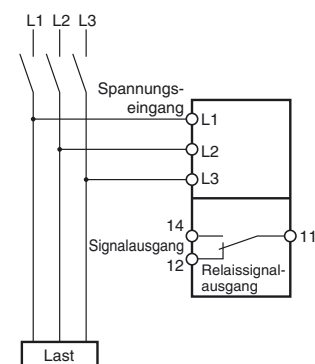 L1 L2 L3
Spannungs-
eingang
L1
L2
L3
14
11
Signalausgang
12
Relaissignal-
ausgang
Last